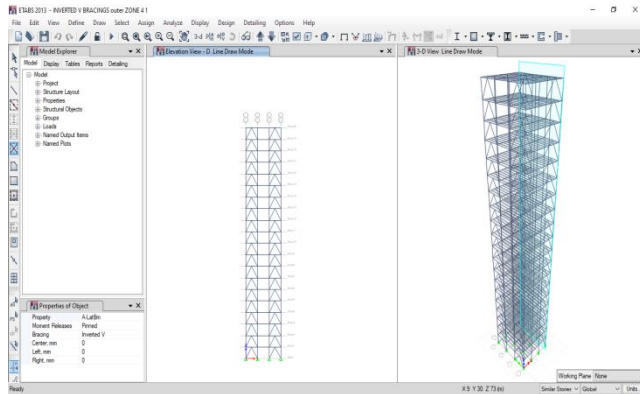 ETABS 2013 - INVERTED V BRACINGS outer ZONE 4 1
File Edit View Define Draw Select Assign Analyze Display Design Detailing Options Help
3-d
Model Explorer
Model Display Tables Reports Detailing
Model
Project
Structure Layout
Properties
Structural Objects
Groups
Loads
Named Output Items
Named Plots
Elevation View - D Line Draw Mode
3-D View Line Draw Mode
Properties of Object
Property A-LatBm
Moment Releases Pinned
Bracing Inverted V
Center, mm 0
Left, mm 0
Right, mm 0
Working Plane None
Ready
X 9 Y 30 Z 73 (m)
Similar Stories
Global
Units...